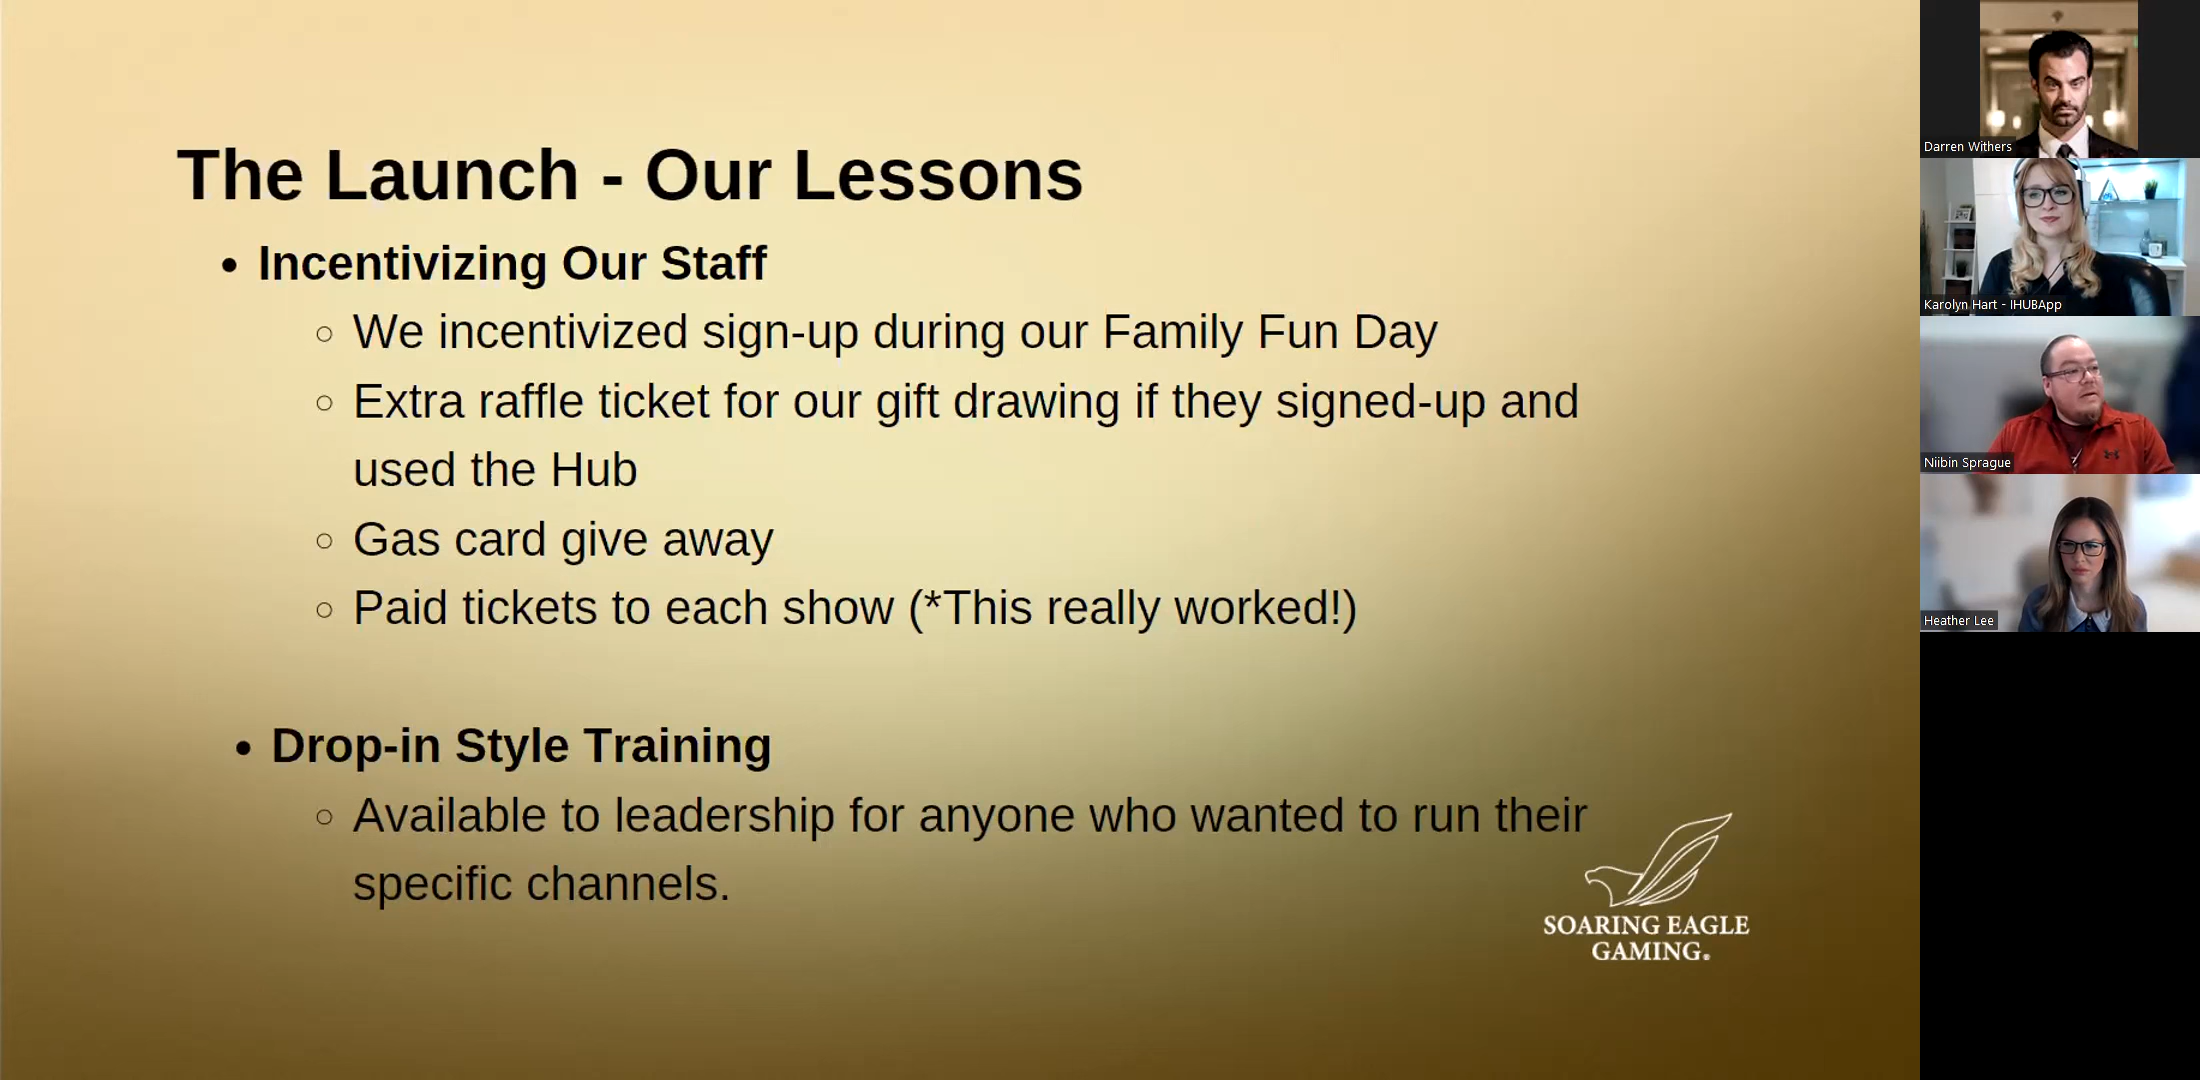 The Launch - Our Lessons
• Incentivizing Our Staff
○ We incentivized sign-up during our Family Fun Day
○ Extra raffle ticket for our gift drawing if they signed-up and
used the Hub
○ Gas card give away
○ Paid tickets to each show (*This really worked!)
• Drop-in Style Training
○ Available to leadership for anyone who wanted to run their
specific channels.
SOARING EAGLE
GAMING®
Darren Withers
Karolyn Hart - IHUBApp
Niibin Sprague
Heather Lee